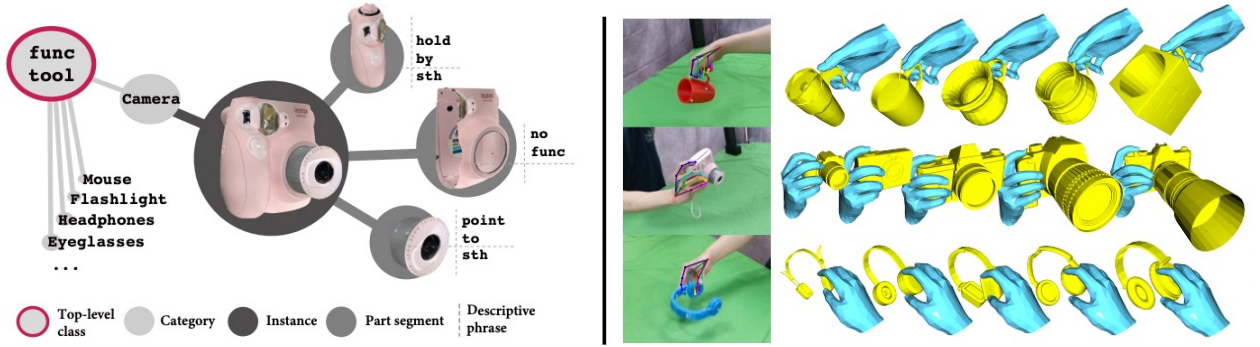 func
tool
Camera
Mouse
Flashlight
Headphones
Eyeglasses
...
hold
by
sth
no
func
point
to
sth
Top-level
class
Category
Instance
Part segment
Descriptive
phrase